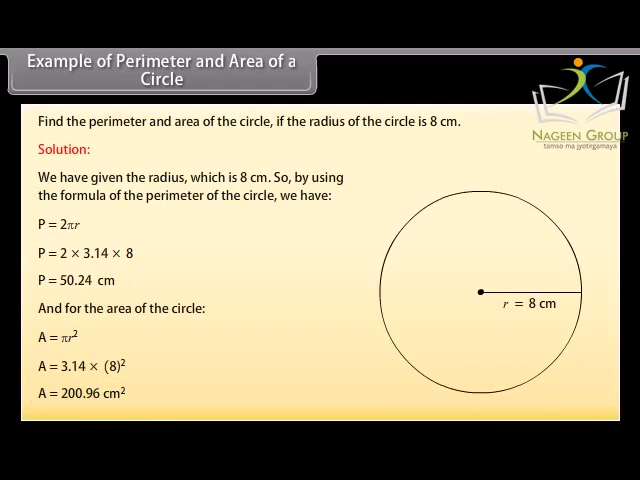 Example of Perimeter and Area of a
Circle
NAGEEN GROUP
tamso ma jyotirgamaya
Find the perimeter and area of the circle, if the radius of the circle is 8 cm.
Solution:
We have given the radius, which is 8 cm. So, by using
the formula of the perimeter of the circle, we have:
P = 2πr
P = 2 × 3.14 × 8
P = 50.24 cm
And for the area of the circle:
A = πr²
A = 3.14 × (8)²
A = 200.96 cm²
r = 8 cm